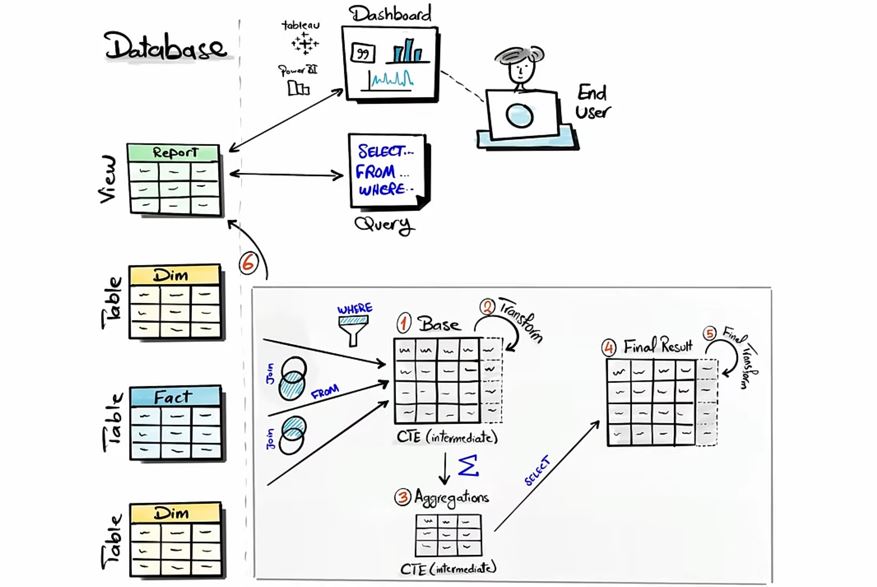 Database
tableau
Power BI
Dashboard
99
End
User
View
Report
SELECT...
FROM...
WHERE..
Query
6
Table
Dim
Table
Fact
Table
Dim
WHERE
Join
FROM
Join
1 Base
2 Transform
CTE (intermediate)
Σ
3 Aggregations
CTE (intermediate)
SELECT
4 Final Result
5 Final Transform